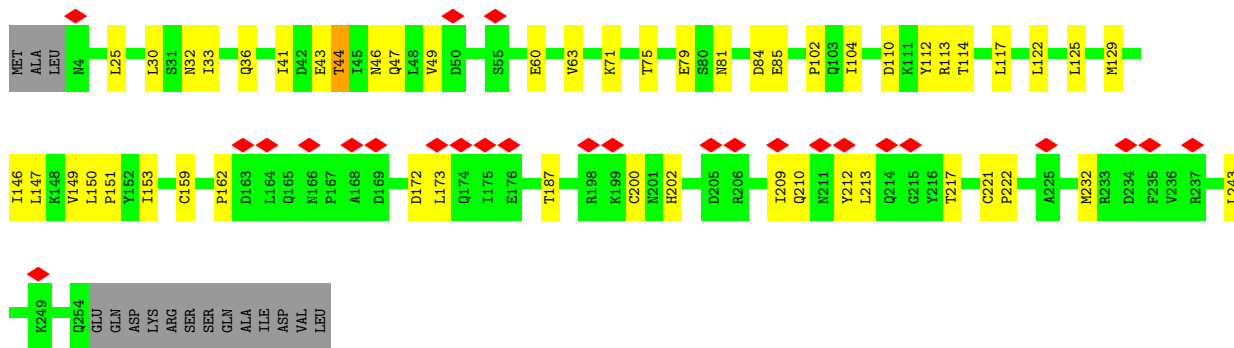 MET ALA LEU N4 L25 L30 S31 N32 I33 Q36 I41 D42 E43 T44 I45 N46 Q47 L48 V49 D50 S55 E60 V63 K71 T75 E79 S80 N81 D84 E85 P102 Q103 I104 D110 K111 Y112 R113 T114 L117 L122 L125 M129
I146 L147 K148 V149 L150 P151 Y152 I153 C159 P162 D163 L164 Q165 N166 P167 A168 D169 D172 L173 Q174 I175 E176 T187 R198 K199 C200 N201 H202 D205 R206 I209 Q210 N211 Y212 L213 Q214 G215 Y216 T217 C221 P222 A225 M232 R233 D234 F235 V236 R237 L243
K249 Q254 GLU GLN ASP LYS ARG SER SER GLN ALA ILE ASP VAL LEU